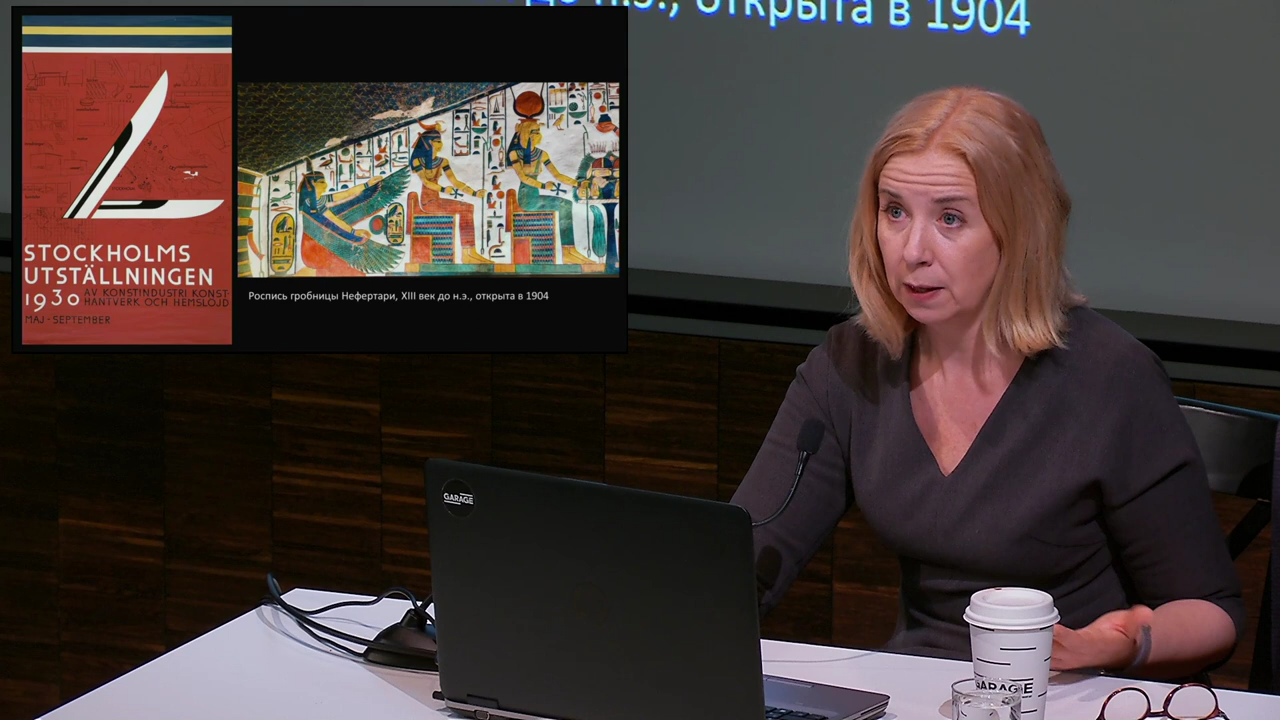 до н.э., открыта в 1904
STOCKHOLMS
UTSTÄLLNINGEN
1930 AV KONSTINDUSTRI KONST-
HANTVERK OCH HEMSLÖJD
MAJ-SEPTEMBER
Роспись гробницы Нефертари, XIII век до н.э., открыта в 1904
GARAGE
GARAGE